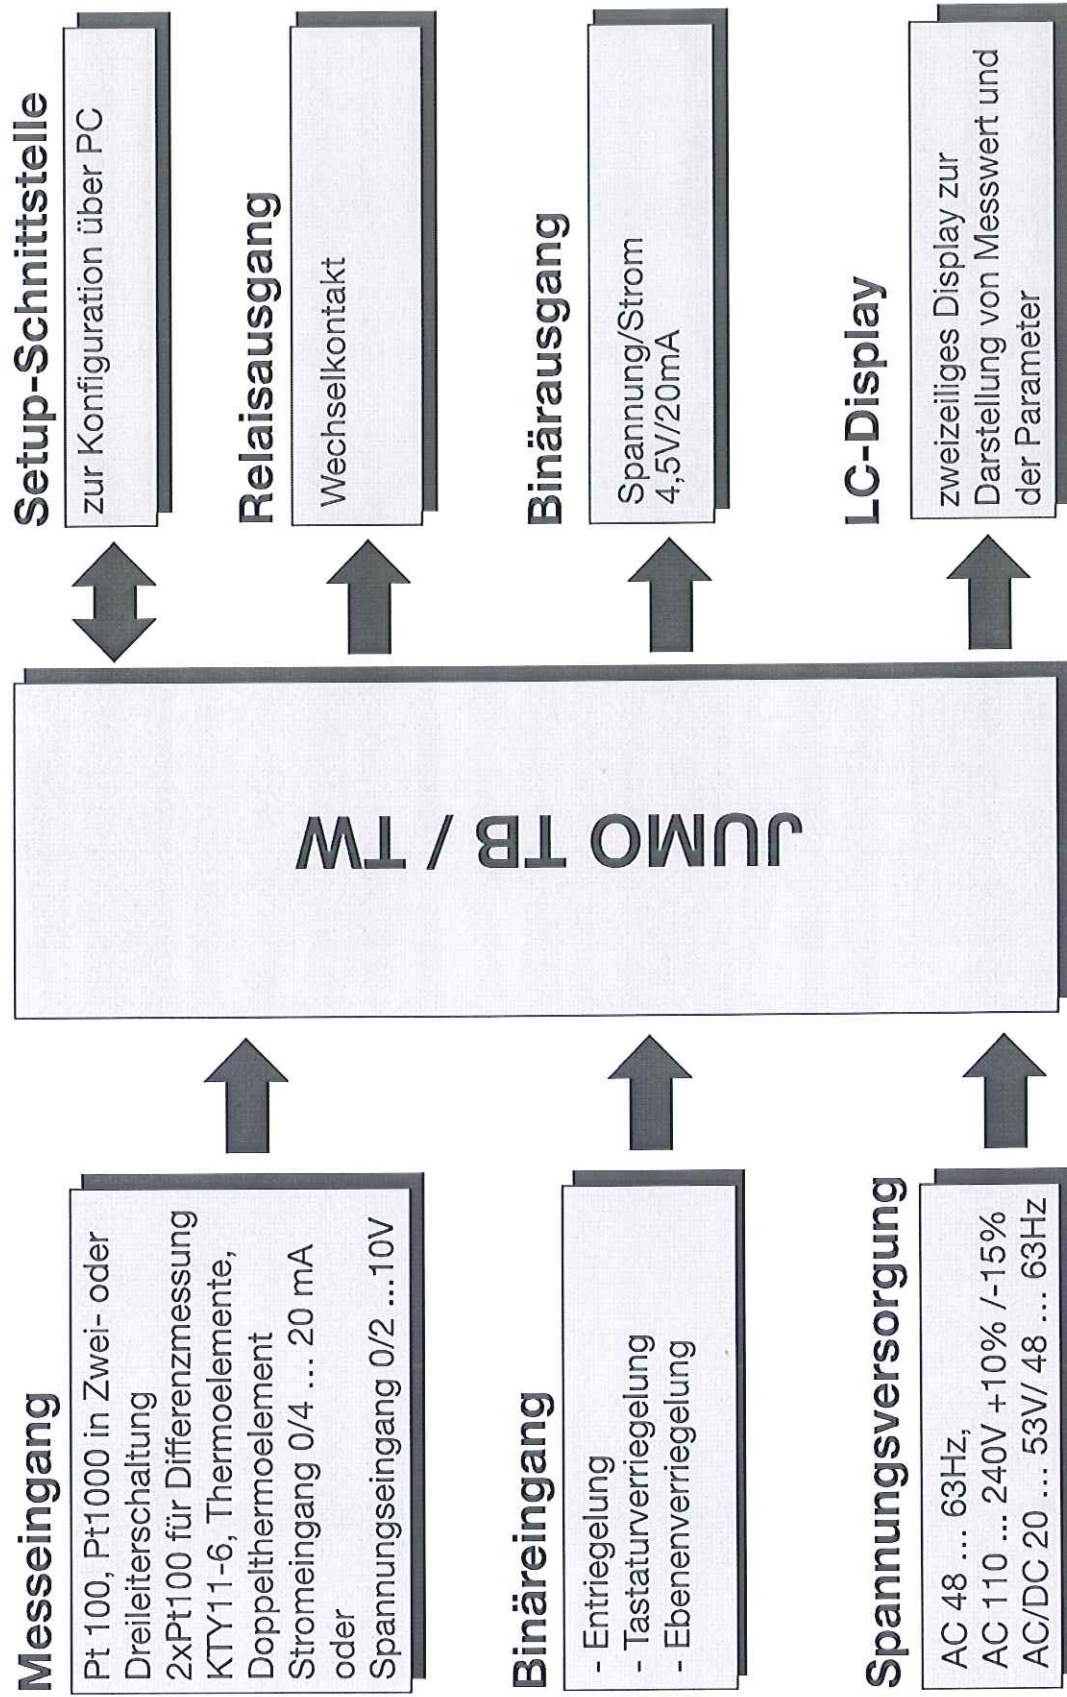 Messeingang
Pt 100, Pt1000 in Zwei- oder
Dreileiterschaltung
2xPt100 für Differenzmessung
KTY11-6, Thermoelemente,
Doppelthermoelement
Stromeingang 0/4 ... 20 mA
oder
Spannungseingang 0/2 ...10V
Binäreingang
- Entriegelung
- Tastaturverriegelung
- Ebenenverriegelung
Spannungsversorgung
AC 48 ... 63Hz,
AC 110 ... 240V +10% /-15%
AC/DC 20 ... 53V/ 48 ... 63Hz
JUMO TB / TW
Setup-Schnittstelle
zur Konfiguration über PC
Relaisausgang
Wechselkontakt
Binärausgang
Spannung/Strom
4,5V/20mA
LC-Display
zweizeiliges Display zur
Darstellung von Messwert und
der Parameter